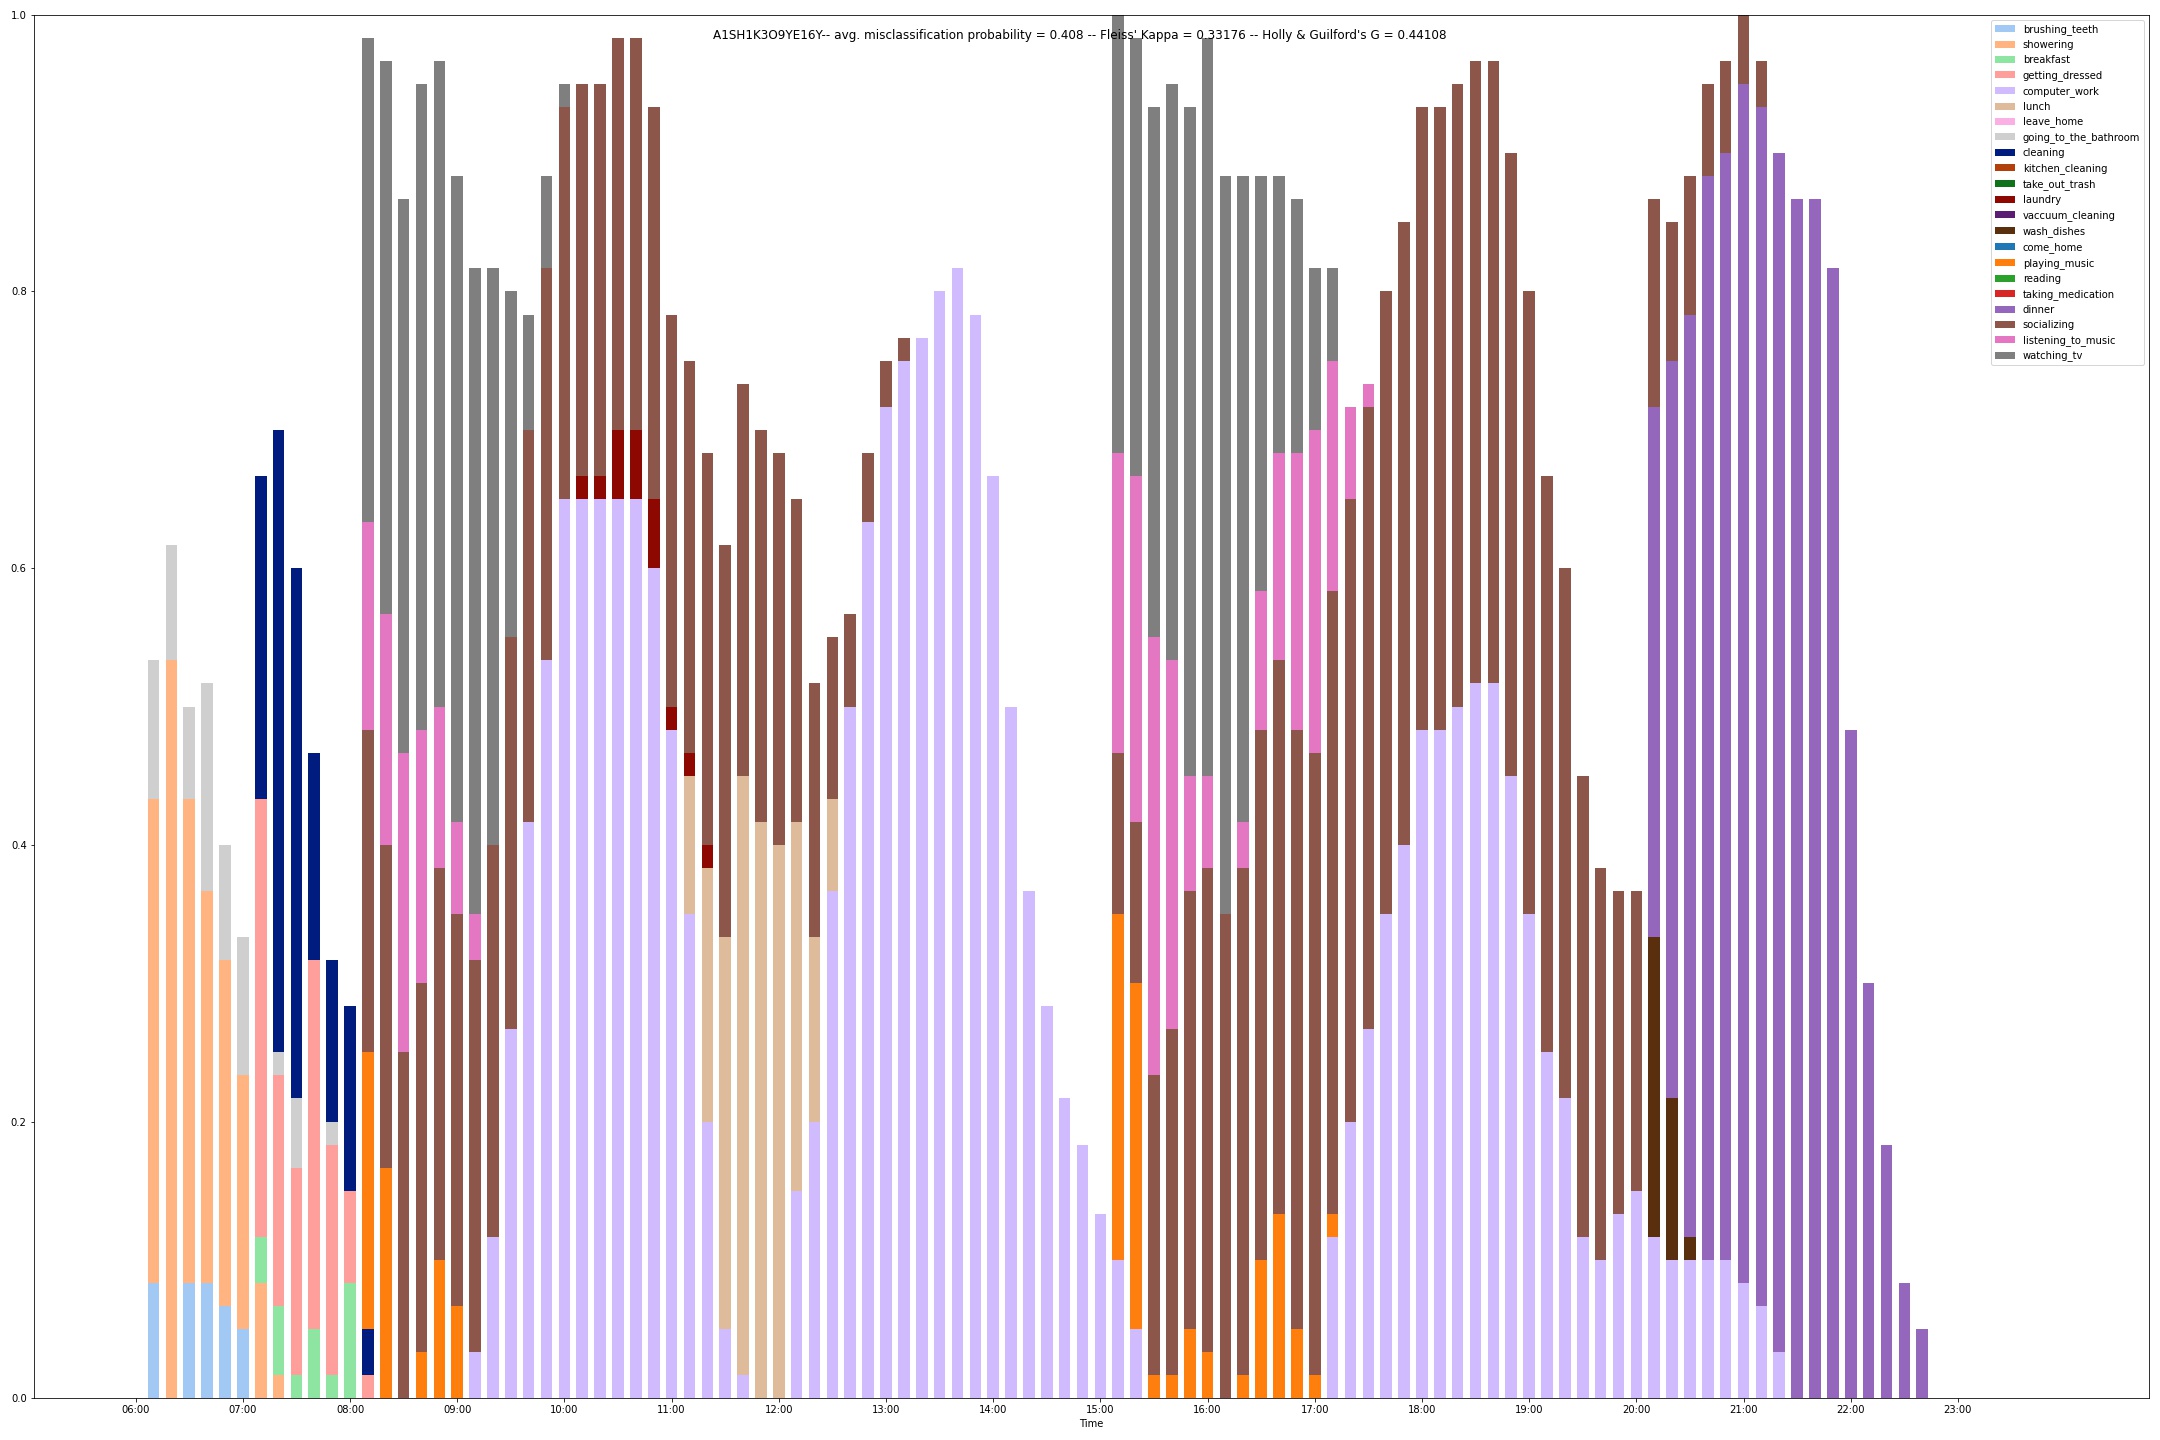 A1SH1K3O9YE16Y-- avg. misclassification probability = 0.408 -- Fleiss' Kappa = 0.33176 -- Holly & Guilford's G = 0.44108
brushing_teeth
showering
breakfast
getting_dressed
computer_work
lunch
leave_home
going_to_the_bathroom
cleaning
kitchen_cleaning
take_out_trash
laundry
vaccuum_cleaning
wash_dishes
come_home
playing_music
reading
taking_medication
dinner
socializing
listening_to_music
watching_tv
1.0
0.8
0.6
0.4
0.2
0.0
06:00 07:00 08:00 09:00 10:00 11:00 12:00 13:00 14:00 15:00 16:00 17:00 18:00 19:00 20:00 21:00 22:00 23:00
Time